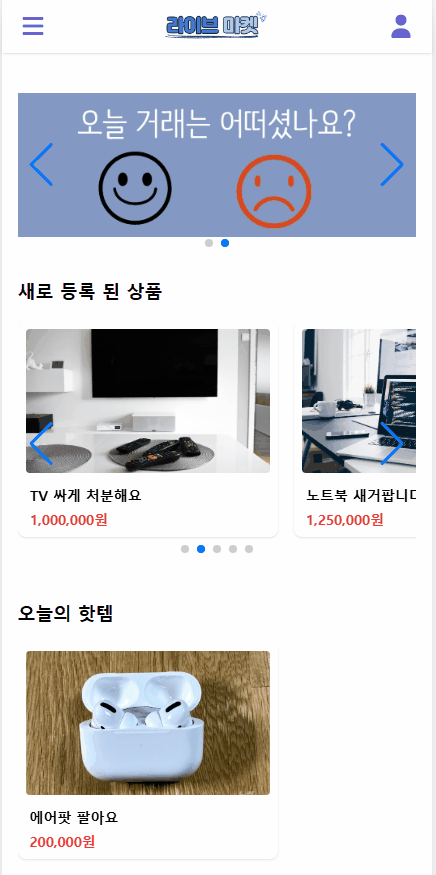 라이브 마켓
오늘 거래는 어떠셨나요?
새로 등록 된 상품
TV 싸게 처분해요
1,000,000원
노트북 새거팝니다
1,250,000원
오늘의 핫템
에어팟 팔아요
200,000원